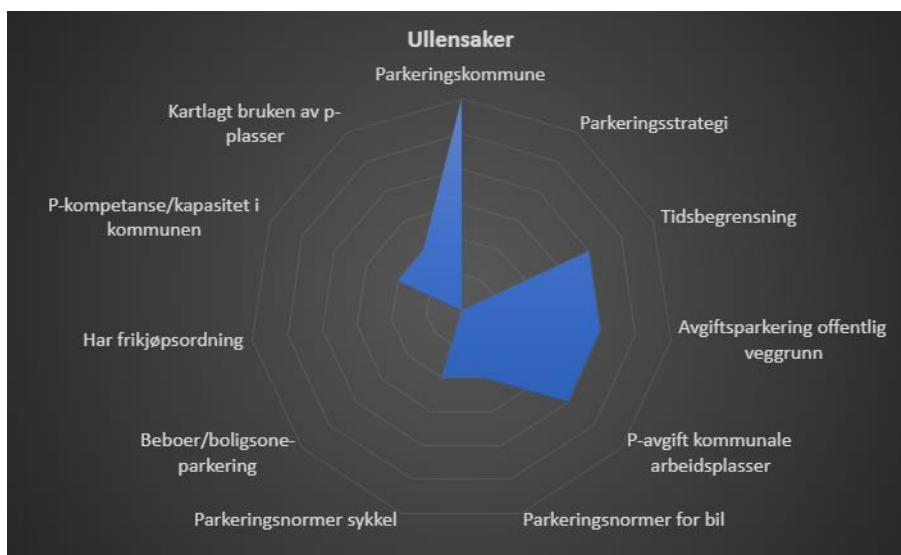 Ullensaker
Parkeringskommune
Parkeringsstrategi
Tidsbegrensning
Avgiftsparkering offentlig
veggrunn
P-avgift kommunale
arbeidsplasser
Parkeringsnormer for bil
Parkeringsnormer sykkel
Beboer/boligsone-
parkering
Har frikjøpsordning
P-kompetanse/kapasitet i
kommunen
Kartlagt bruken av p-
plasser